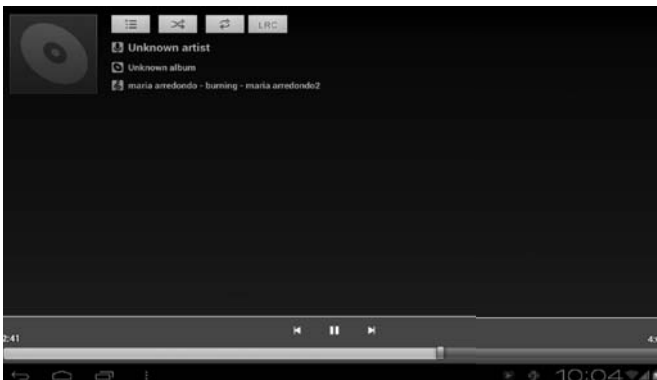 LRC
Unknown artist
Unknown album
maria arredondo - burning - maria arredondo2
2:41
10:04